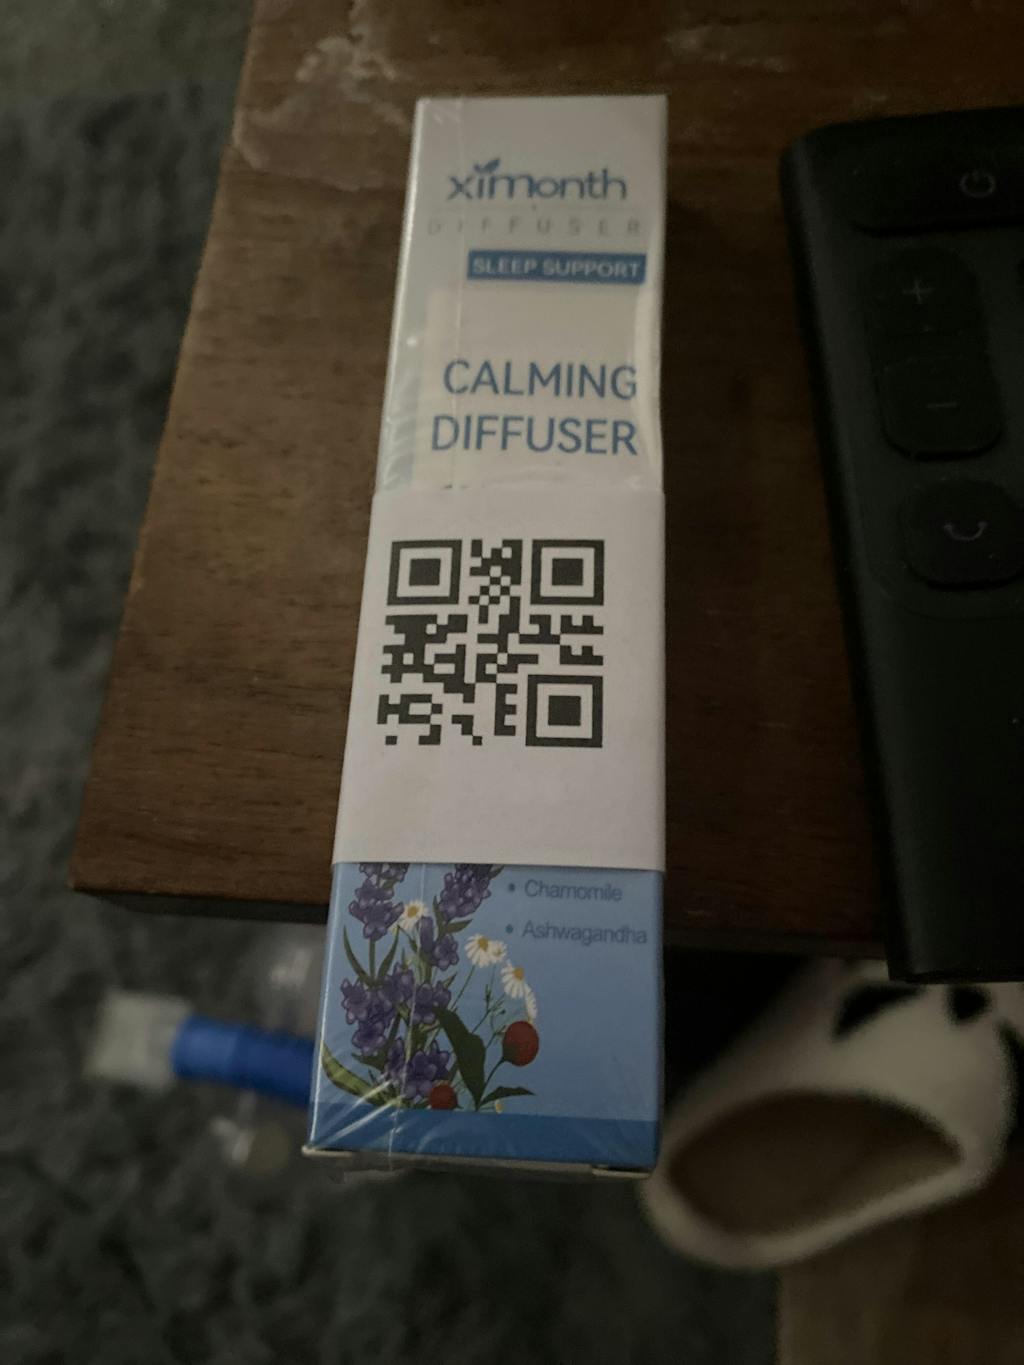 ximonth
DIFFUSER
SLEEP SUPPORT
CALMING
DIFFUSER
• Chamomile
• Ashwagandha